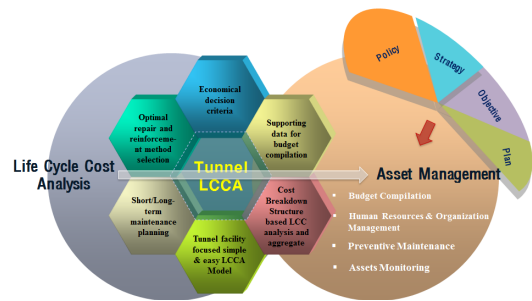 Policy
Strategy
Objective
Plan
Economical
decision
criteria
Optimal
repair and
reinforceme-
nt method
selection
Supporting
data for
budget
compilation
Tunnel
LCCA
Life Cycle Cost
Analysis
Asset Management
Short/Long-
term
maintenance
planning
Cost
Breakdown
Structure
based LCC
analysis and
aggregate
Tunnel facility
focused simple
& easy LCCA
Model
Budget Compilation
Human Resources & Organization
Management
Preventive Maintenance
Assets Monitoring